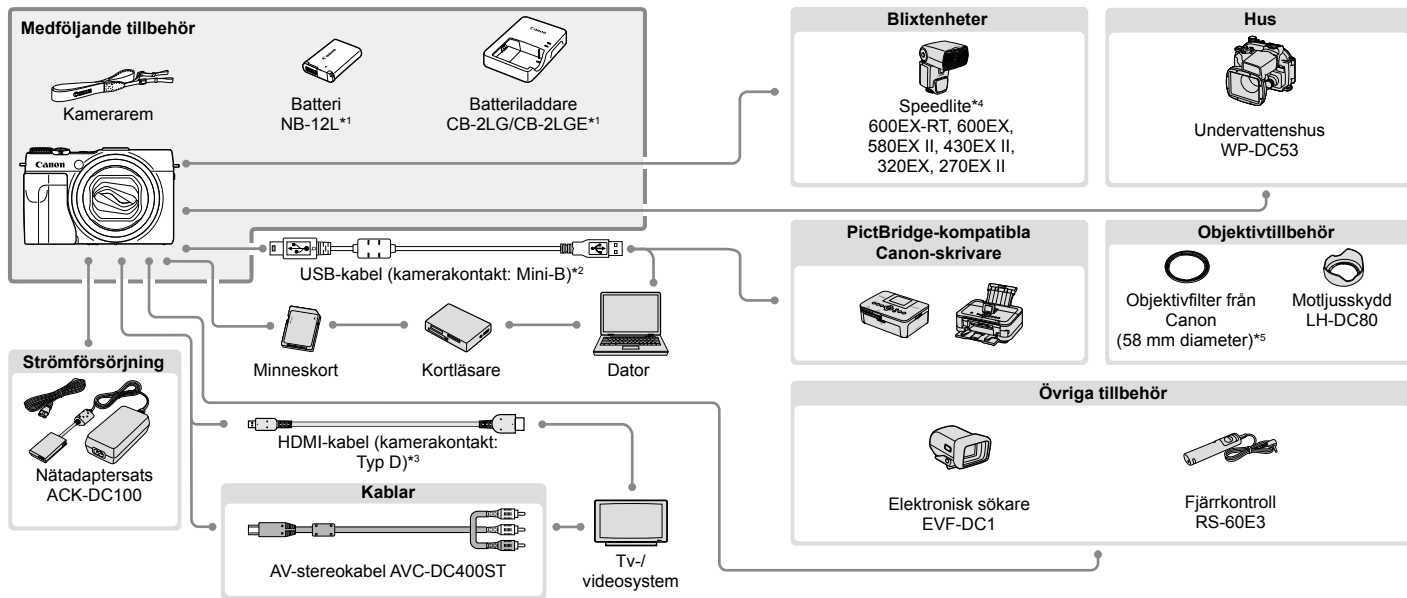 Medföljande tillbehör
Canon
Kamerarem
Batteri
NB-12L*1
Canon
Batteriladdare
CB-2LG/CB-2LGE*1
Canon
USB-kabel (kamerakontakt: Mini-B)*2
Minneskort
Kortläsare
Dator
Strömförsörjning
Nätadaptersats
ACK-DC100
HDMI-kabel (kamerakontakt:
Typ D)*3
Kablar
AV-stereokabel AVC-DC400ST
Tv-/
videosystem
Blixtenheter
Speedlite*4
600EX-RT, 600EX,
580EX II, 430EX II,
320EX, 270EX II
Hus
Undervattenshus
WP-DC53
PictBridge-kompatibla
Canon-skrivare
Objektivtillbehör
Objektivfilter från
Canon
(58 mm diameter)*5
Motljusskydd
LH-DC80
Övriga tillbehör
Elektronisk sökare
EVF-DC1
Fjärrkontroll
RS-60E3